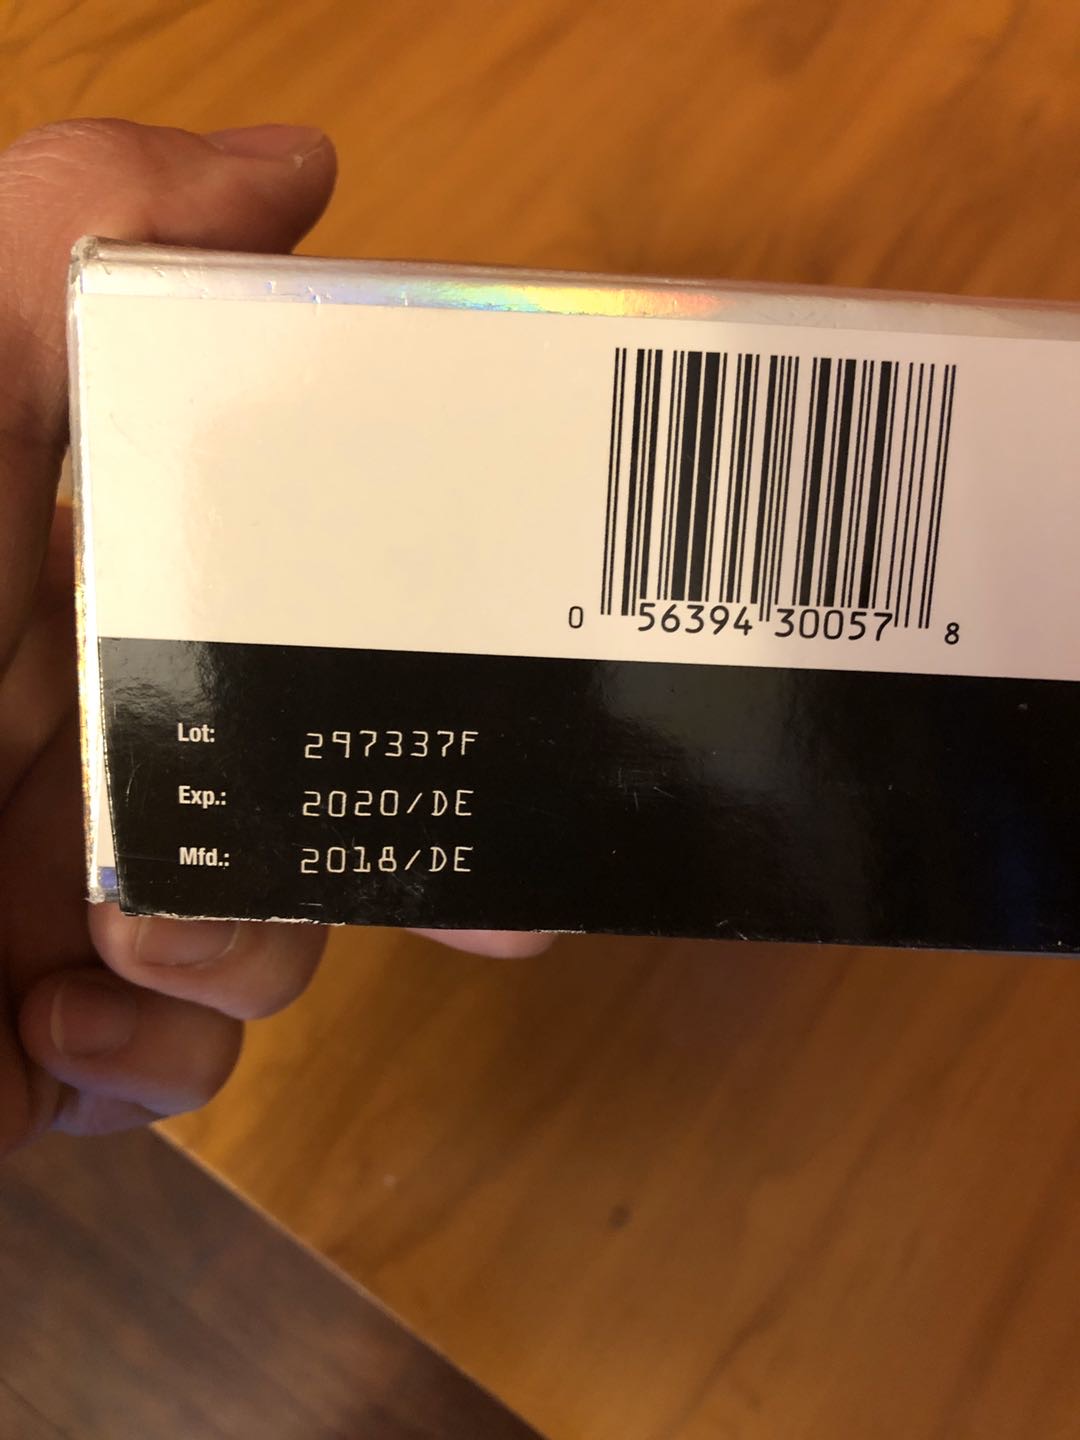 0 56394 30057 8
Lot: 297337F
Exp.: 2020/DE
Mfd.: 2018/DE